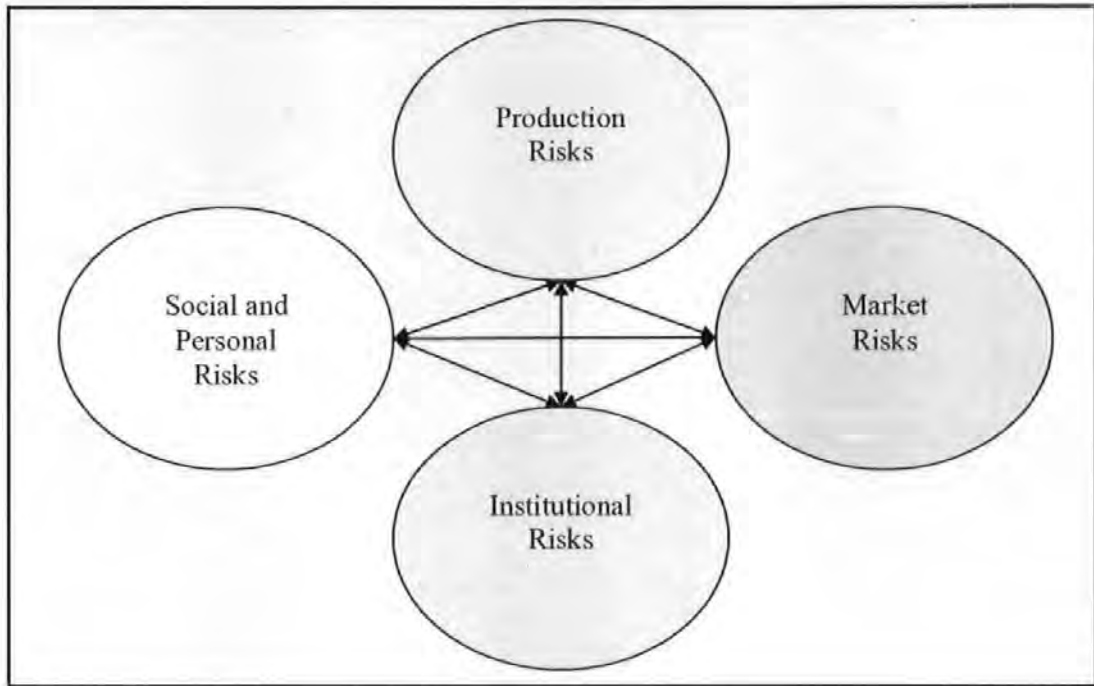 Production
Risks
Social and
Personal
Risks
Market
Risks
Institutional
Risks